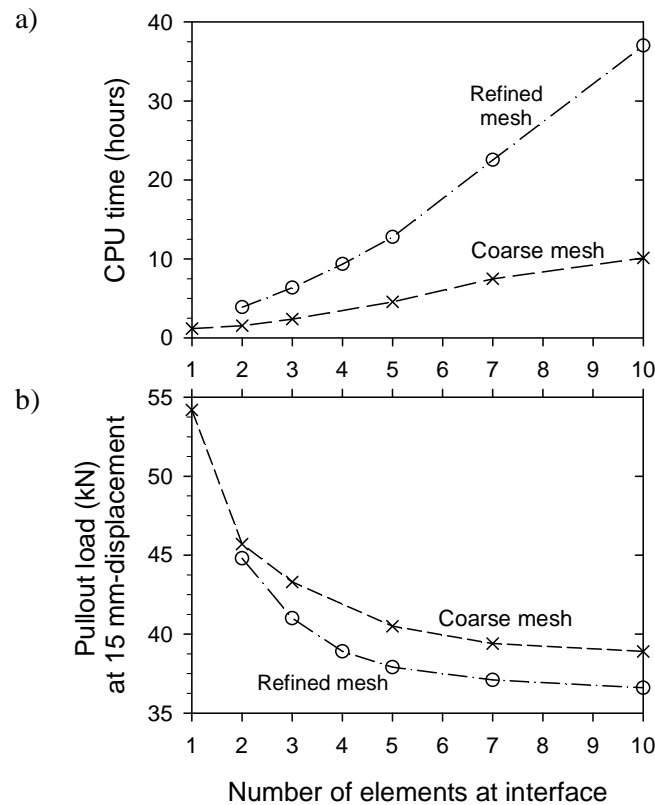 a)
40
30
20
10
0
CPU time (hours)
Refined
mesh
Coarse mesh
1 2 3 4 5 6 7 8 9 10
b)
55
50
45
40
35
Pullout load (kN)
at 15 mm-displacement
Coarse mesh
Refined mesh
1 2 3 4 5 6 7 8 9 10
Number of elements at interface